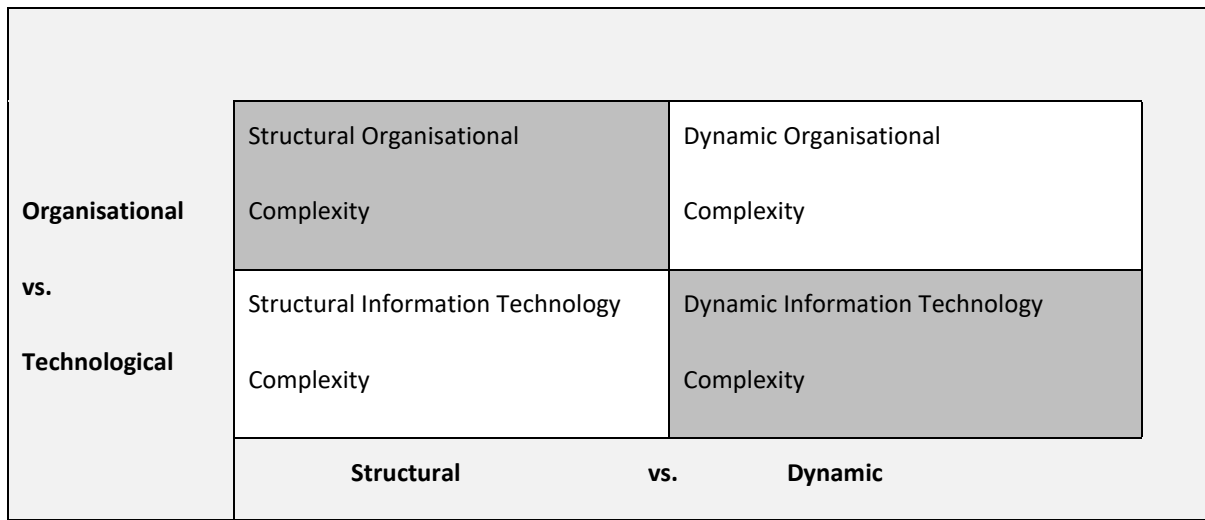 Structural Organisational
Dynamic Organisational
Organisational
Complexity
Complexity
vs.
Structural Information Technology
Dynamic Information Technology
Technological
Complexity
Complexity
Structural vs. Dynamic